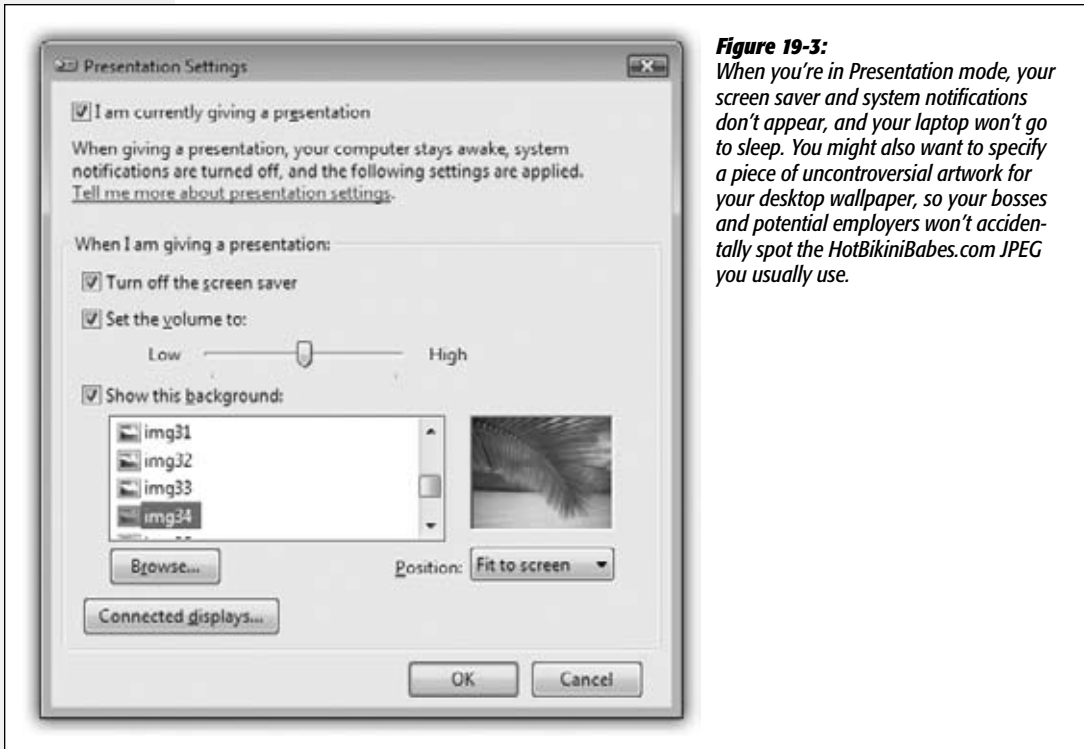 Presentation Settings
I am currently giving a presentation
When giving a presentation, your computer stays awake, system
notifications are turned off, and the following settings are applied.
Tell me more about presentation settings.
When I am giving a presentation:
Turn off the screen saver
Set the volume to:
Low High
Show this background:
img31
img32
img33
img34
Browse...
Position: Fit to screen
Connected displays...
OK Cancel
Figure 19-3:
When you're in Presentation mode, your
screen saver and system notifications
don't appear, and your laptop won't go
to sleep. You might also want to specify
a piece of uncontroversial artwork for
your desktop wallpaper, so your bosses
and potential employers won't acciden-
tally spot the HotBikiniBabes.com JPEG
you usually use.